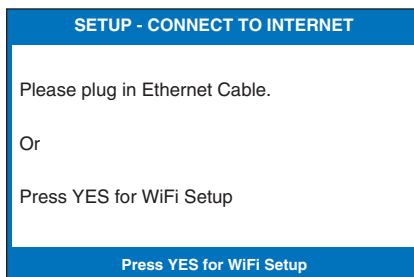 SETUP - CONNECT TO INTERNET
Please plug in Ethernet Cable.
Or
Press YES for WiFi Setup
Press YES for WiFi Setup